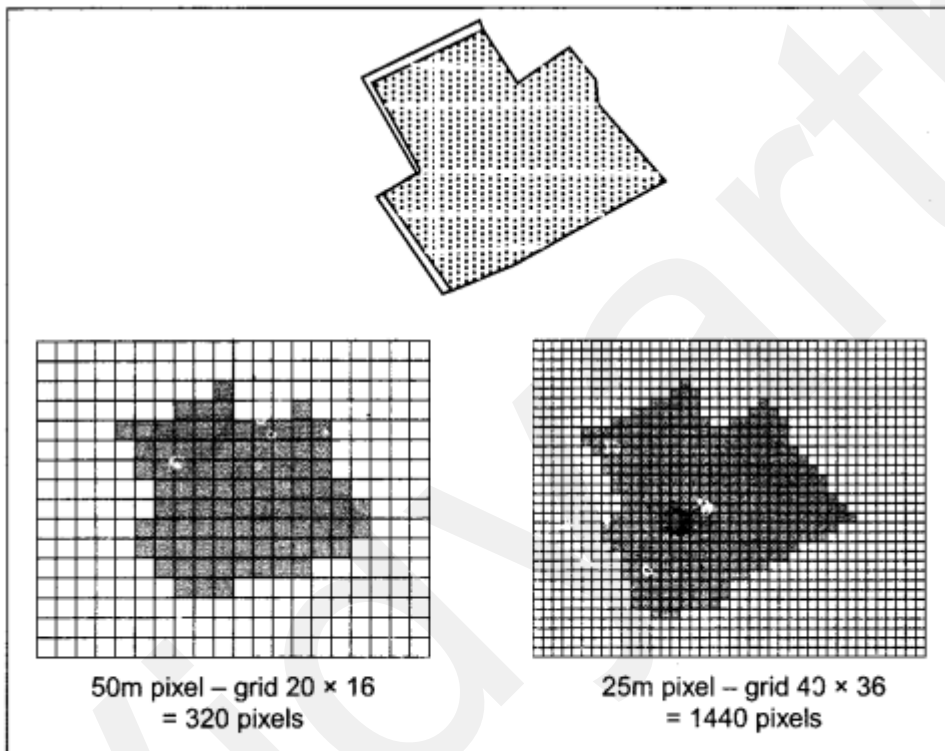 50m pixel – grid 20 × 16
= 320 pixels
25m pixel – grid 40 × 36
= 1440 pixels